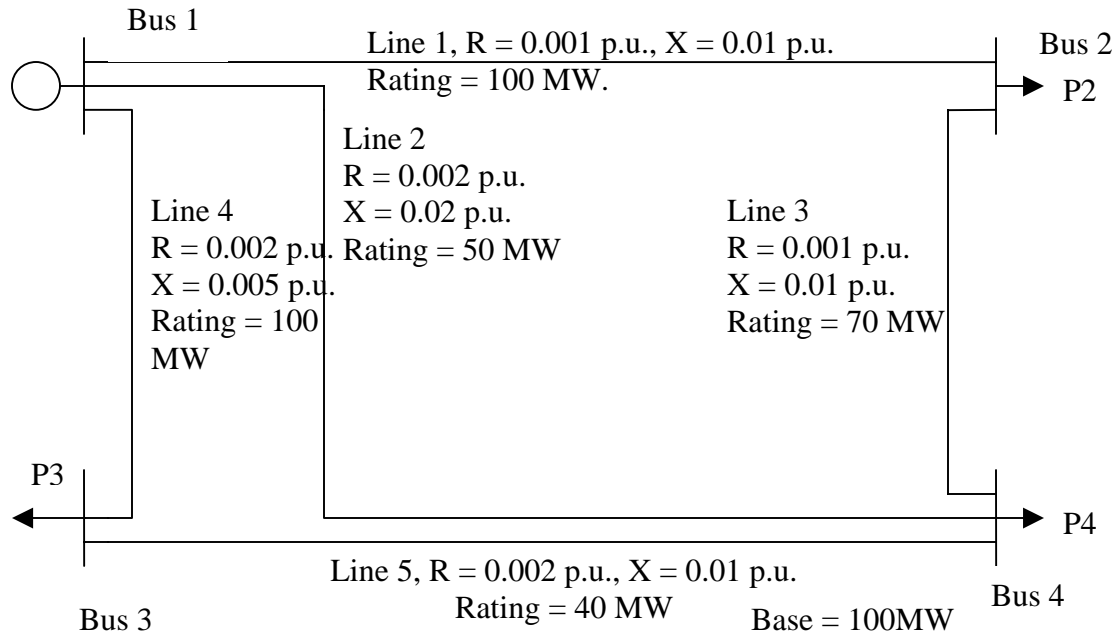 Bus 1
Line 1, R = 0.001 p.u., X = 0.01 p.u.
Rating = 100 MW.
Bus 2
P2
Line 2
R = 0.002 p.u.
X = 0.02 p.u.
Rating = 50 MW
Line 4
R = 0.002 p.u.
X = 0.005 p.u.
Rating = 100
MW
Line 3
R = 0.001 p.u.
X = 0.01 p.u.
Rating = 70 MW
P3
P4
Line 5, R = 0.002 p.u., X = 0.01 p.u.
Rating = 40 MW
Bus 4
Bus 3
Base = 100MW